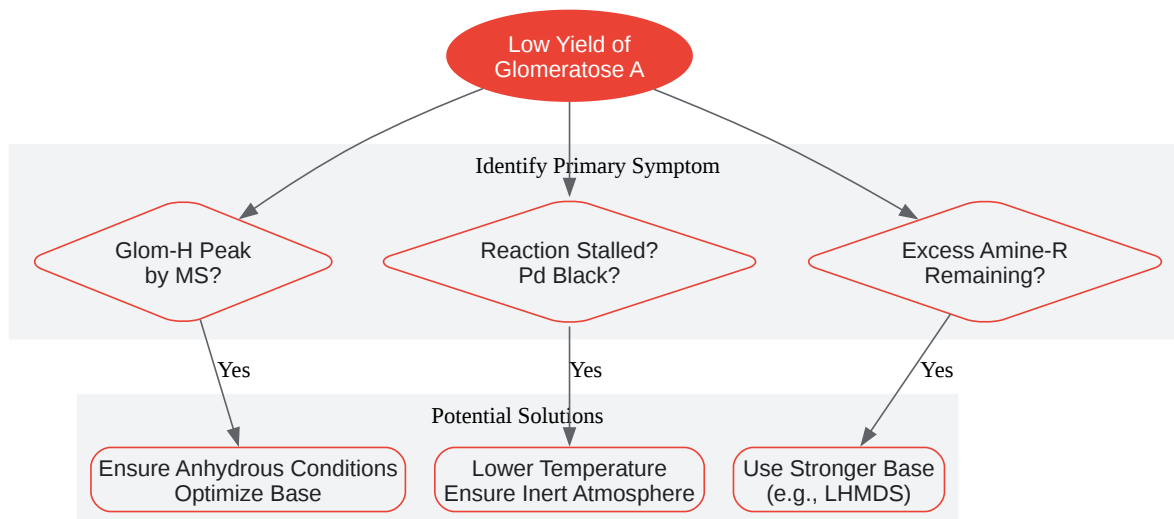 Low Yield of
Glomeratose A
Identify Primary Symptom
Glom-H Peak
by MS?
Reaction Stalled?
Pd Black?
Excess Amine-R
Remaining?
Yes
Yes
Yes
Potential Solutions
Ensure Anhydrous Conditions
Optimize Base
Lower Temperature
Ensure Inert Atmosphere
Use Stronger Base
(e.g., LHMDS)